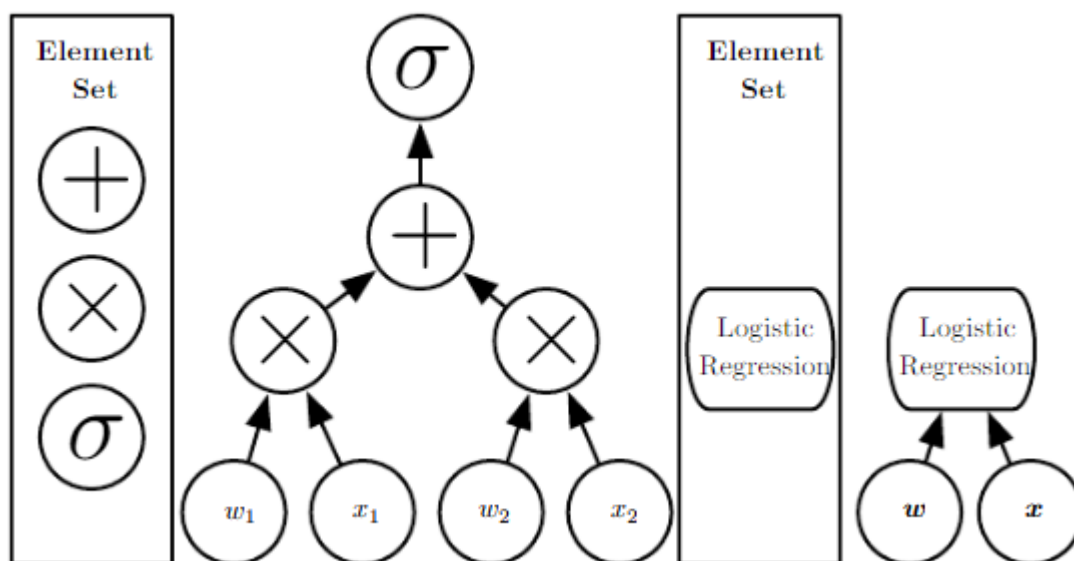 Element
Set
+
×
σ
σ
+
×
×
w₁
x₁
w₂
x₂
Element
Set
Logistic
Regression
Logistic
Regression
w
x